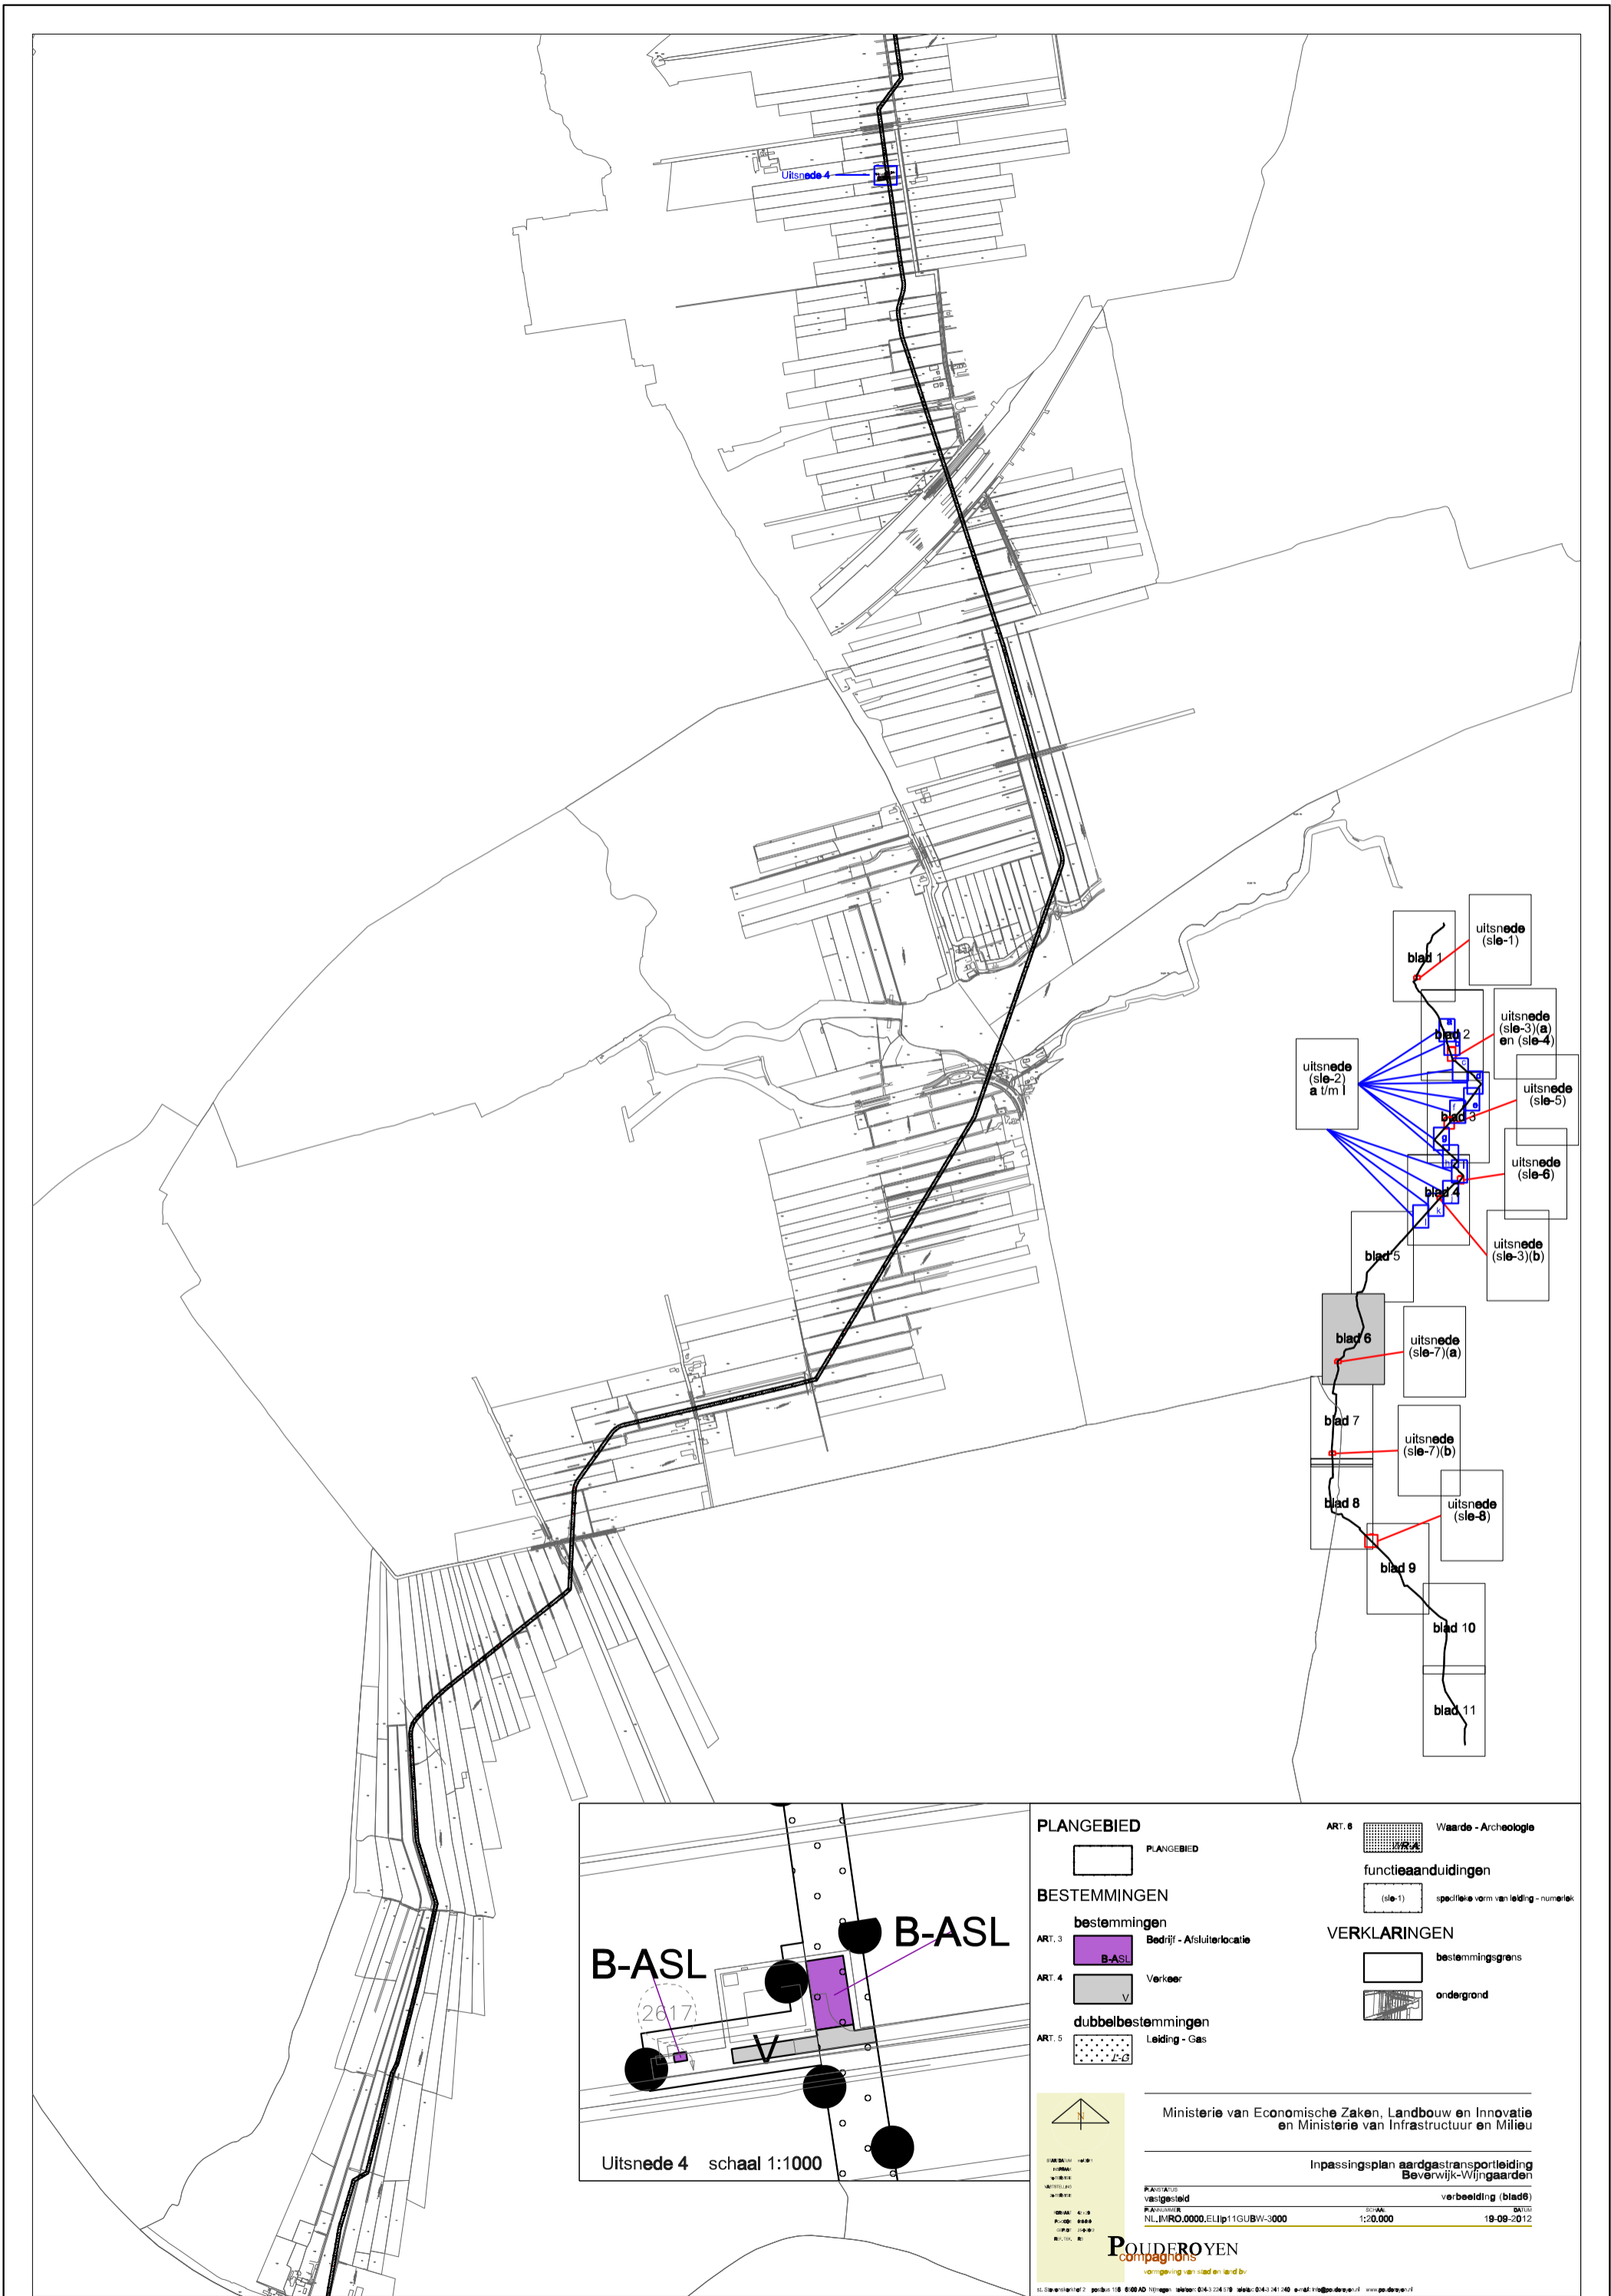 Uitsnede 4
uitsnede
(sle-1)
blad 1
uitsnede
(sle-3)(a)
en (sle-4)
blad 2
uitsnede
(sle-2)
a t/m l
uitsnede
(sle-5)
blad 3
g
uitsnede
(sle-6)
blad 4
k
uitsnede
(sle-3)(b)
blad 5
blad 6
uitsnede
(sle-7)(a)
blad 7
uitsnede
(sle-7)(b)
blad 8
uitsnede
(sle-8)
blad 9
blad 10
blad 11
B-ASL
B-ASL
2617
V
Uitsnede 4 schaal 1:1000
PLANGEBIED
PLANGEBIED
BESTEMMINGEN
bestemmingen
ART. 3
B-ASL
Bedrijf - Afsluiterlocatie
ART. 4
V
Verkeer
dubbelbestemmingen
ART. 5
L-G
Leiding - Gas
ART. 6
WR-A
Waarde - Archeologie
functieaanduidingen
(sle-1)
specifieke vorm van leiding - numeriek
VERKLARINGEN
bestemmingsgrens
ondergrond
N
Ministerie van Economische Zaken, Landbouw en Innovatie
en Ministerie van Infrastructuur en Milieu
Inpassingsplan aardgastransportleiding
Beverwijk-Wijngaarden
PLANSTATUS
vastgesteld
verbeelding (blad6)
PLANNUMMER
SCHAAL
DATUM
NL.IMRO.0000.ELIip11GUBW-3000
1:20.000
19-09-2012
POUDEROYEN
compagnons
vormgeving van stad en land bv